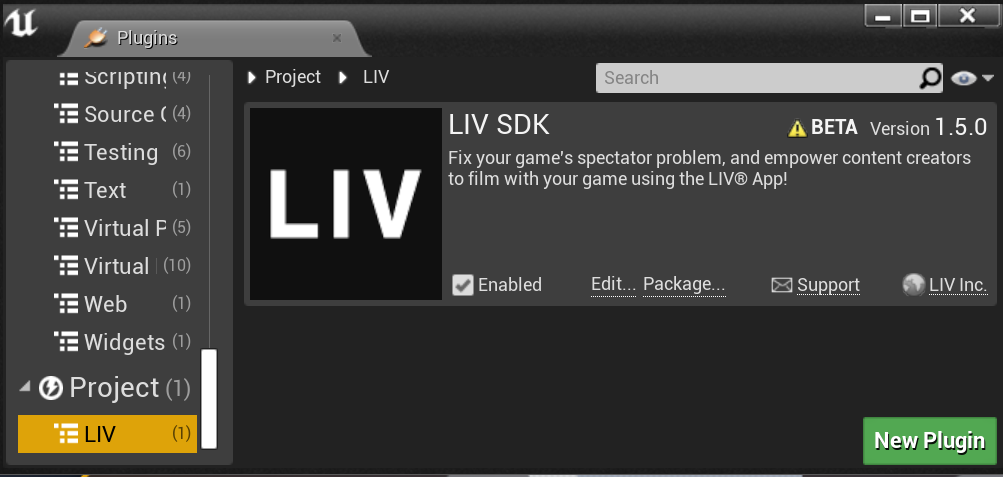 Plugins
Scripting (4)
Source C (4)
Testing (6)
Text (1)
Virtual P (5)
Virtual (10)
Web (1)
Widgets (1)
Project (1)
LIV (1)
Project LIV
Search
LIV
LIV SDK
BETA Version 1.5.0
Fix your game's spectator problem, and empower content creators
to film with your game using the LIV® App!
Enabled Edit... Package... Support LIV Inc.
New Plugin